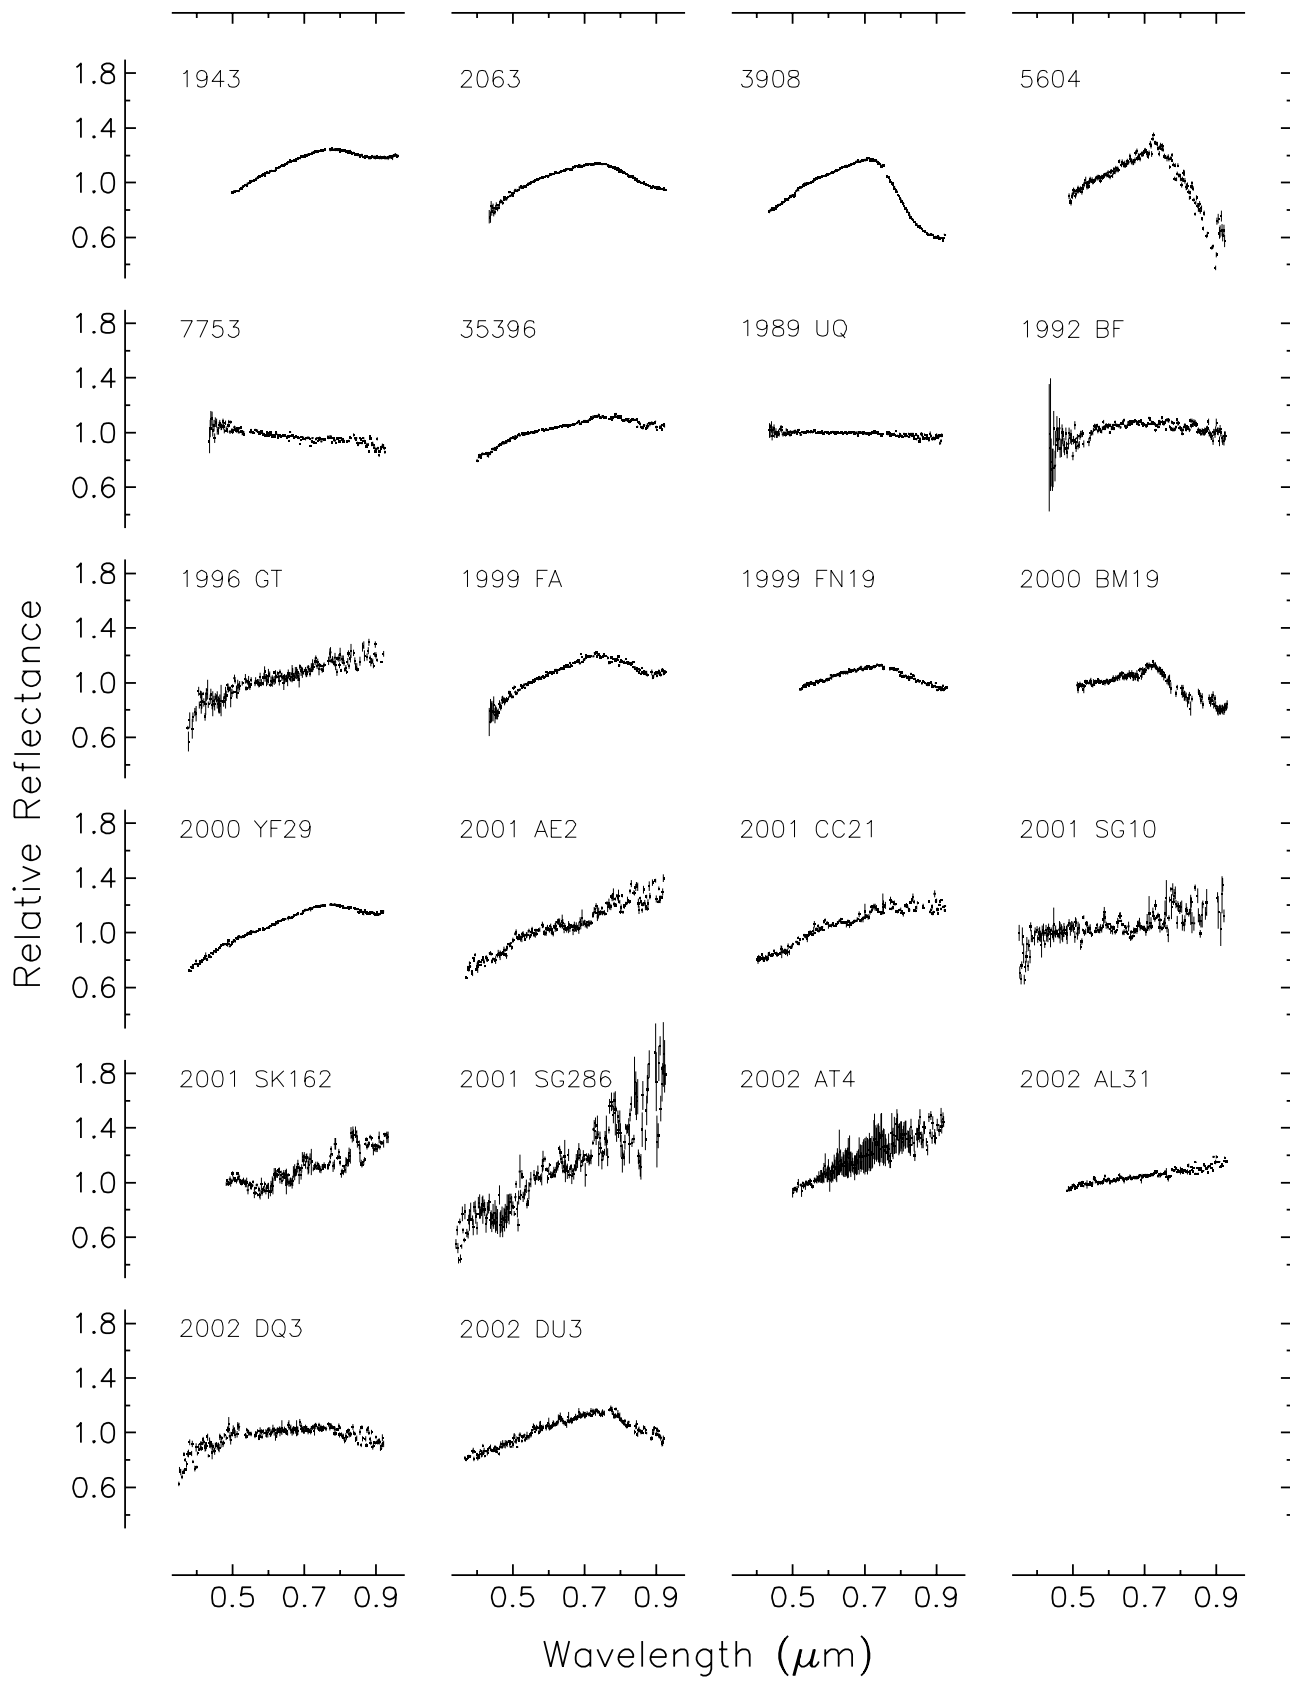 1943 2063 3908 5604
1.8
1.4
1.0
0.6
7753 35396 1989 UQ 1992 BF
1.8
1.4
1.0
0.6
1996 GT 1999 FA 1999 FN19 2000 BM19
1.8
1.4
1.0
0.6
2000 YF29 2001 AE2 2001 CC21 2001 SG10
1.8
1.4
1.0
0.6
2001 SK162 2001 SG286 2002 AT4 2002 AL31
1.8
1.4
1.0
0.6
2002 DQ3 2002 DU3
1.8
1.4
1.0
0.6
Relative Reflectance
0.5 0.7 0.9 0.5 0.7 0.9 0.5 0.7 0.9 0.5 0.7 0.9
Wavelength (μm)